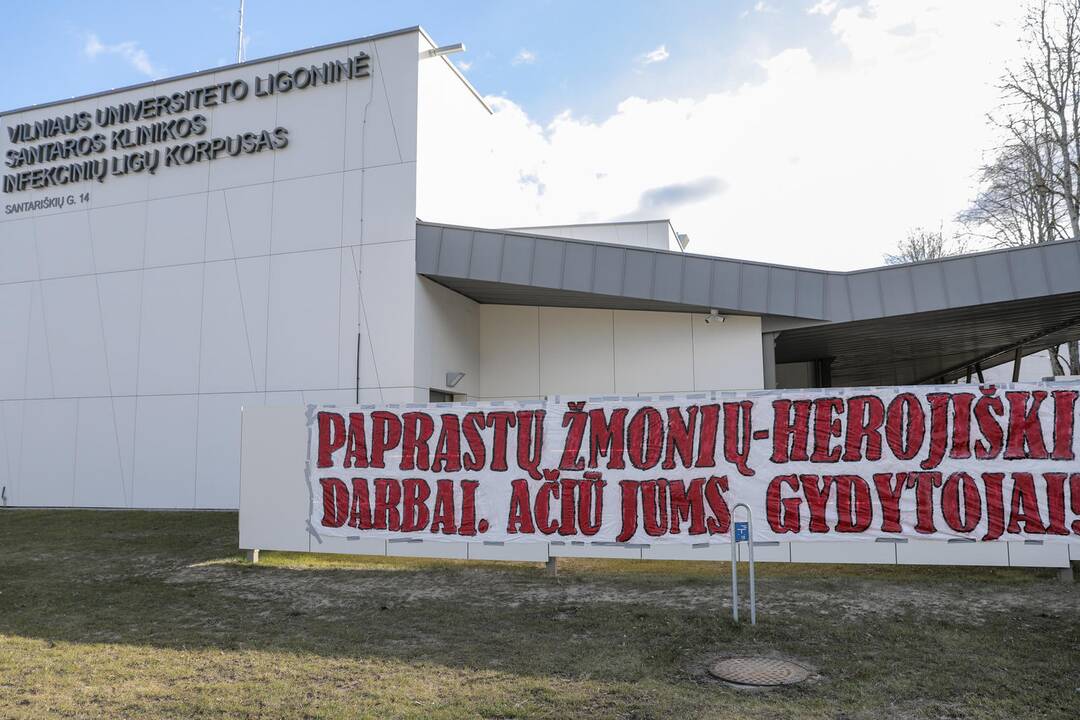 VILNIAUS UNIVERSITETO LIGONINĖ
SANTAROS KLINIKOS
INFEKCINIŲ LIGŲ KORPUSAS
SANTARIŠKIŲ G. 14
PAPRASTŲ ŽMONIŲ-HEROJIŠKI
DARBAI. AČIŪ JUMS GYDYTOJAI!